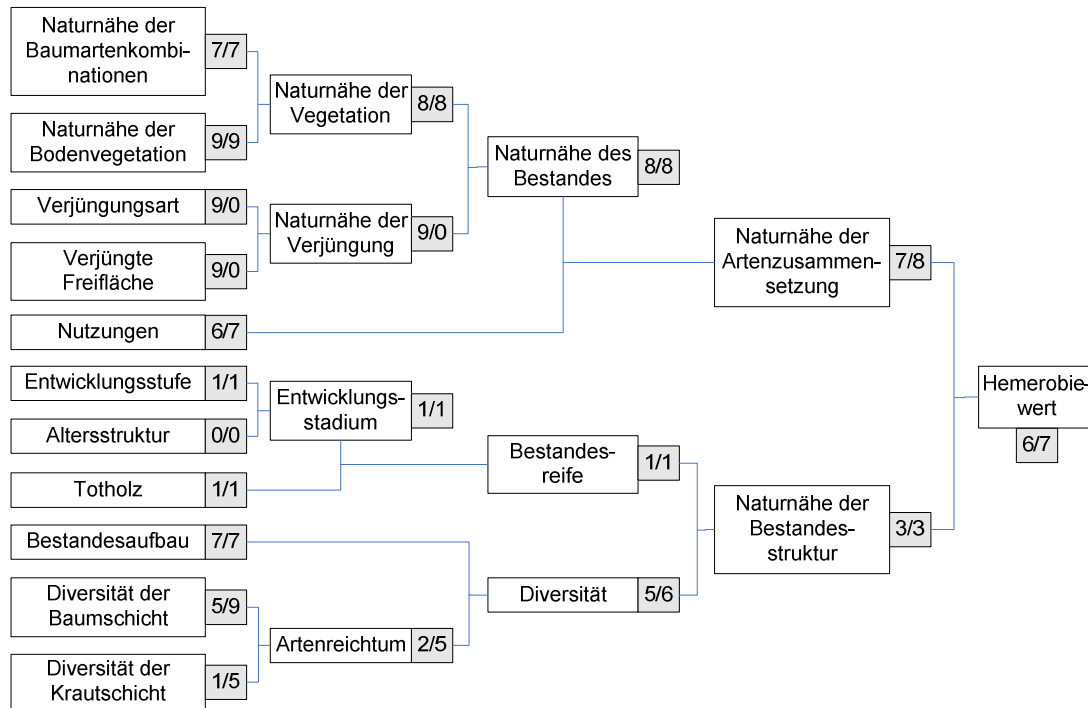 Naturnähe der
Baumartenkombi-
nationen
7/7
Naturnähe der
Bodenvegetation
9/9
Verjüngungsart
9/0
Verjüngte
Freifläche
9/0
Nutzungen
6/7
Entwicklungsstufe
1/1
Altersstruktur
0/0
Totholz
1/1
Bestandesaufbau
7/7
Diversität der
Baumschicht
5/9
Diversität der
Krautschicht
1/5
Naturnähe der
Vegetation
8/8
Naturnähe der
Verjüngung
9/0
Entwicklungs-
stadium
1/1
Artenreichtum
2/5
Naturnähe des
Bestandes
8/8
Bestandes-
reife
1/1
Diversität
5/6
Naturnähe der
Artenzusammen-
setzung
7/8
Naturnähe der
Bestandes-
struktur
3/3
Hemerobie-
wert
6/7